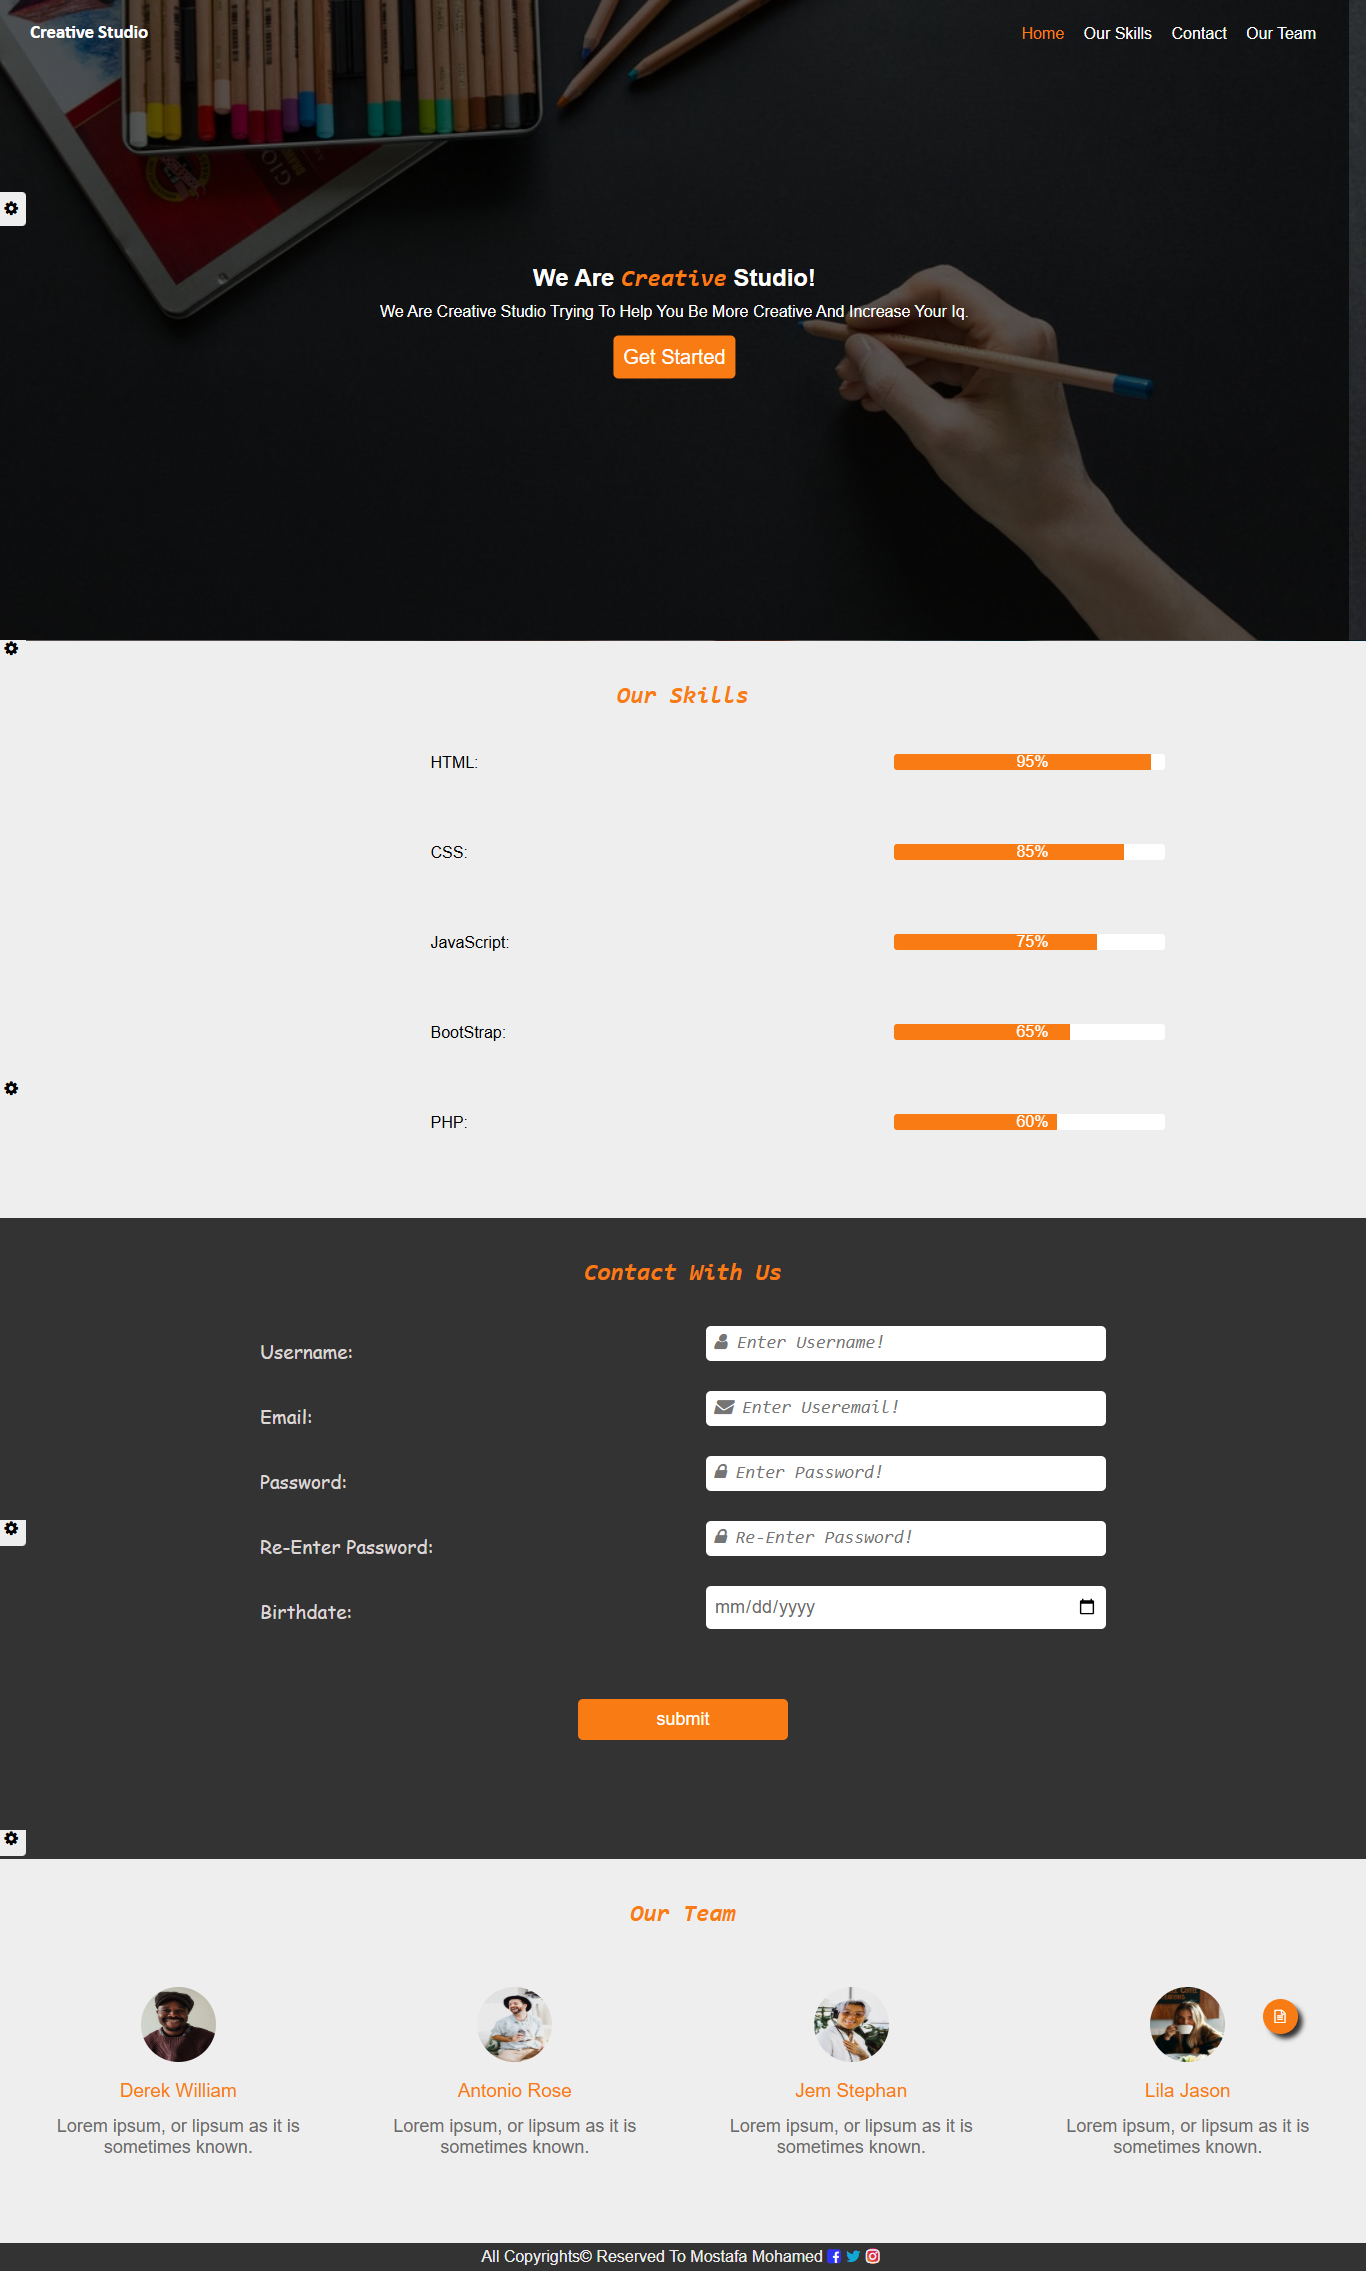 Creative Studio
Home Our Skills Contact Our Team
GIO
MAR
We Are Creative Studio!
We Are Creative Studio Trying To Help You Be More Creative And Increase Your Iq.
Get Started
Our Skills
HTML: 95%
CSS: 85%
JavaScript: 75%
BootStrap: 65%
PHP: 60%
Contact With Us
Username: Enter Username!
Email: Enter Useremail!
Password: Enter Password!
Re-Enter Password: Re-Enter Password!
Birthdate: mm/dd/yyyy
submit
Our Team
Derek William
Lorem ipsum, or lipsum as it is
sometimes known.
Antonio Rose
Lorem ipsum, or lipsum as it is
sometimes known.
Jem Stephan
Lorem ipsum, or lipsum as it is
sometimes known.
Lila Jason
Lorem ipsum, or lipsum as it is
sometimes known.
All Copyrights© Reserved To Mostafa Mohamed